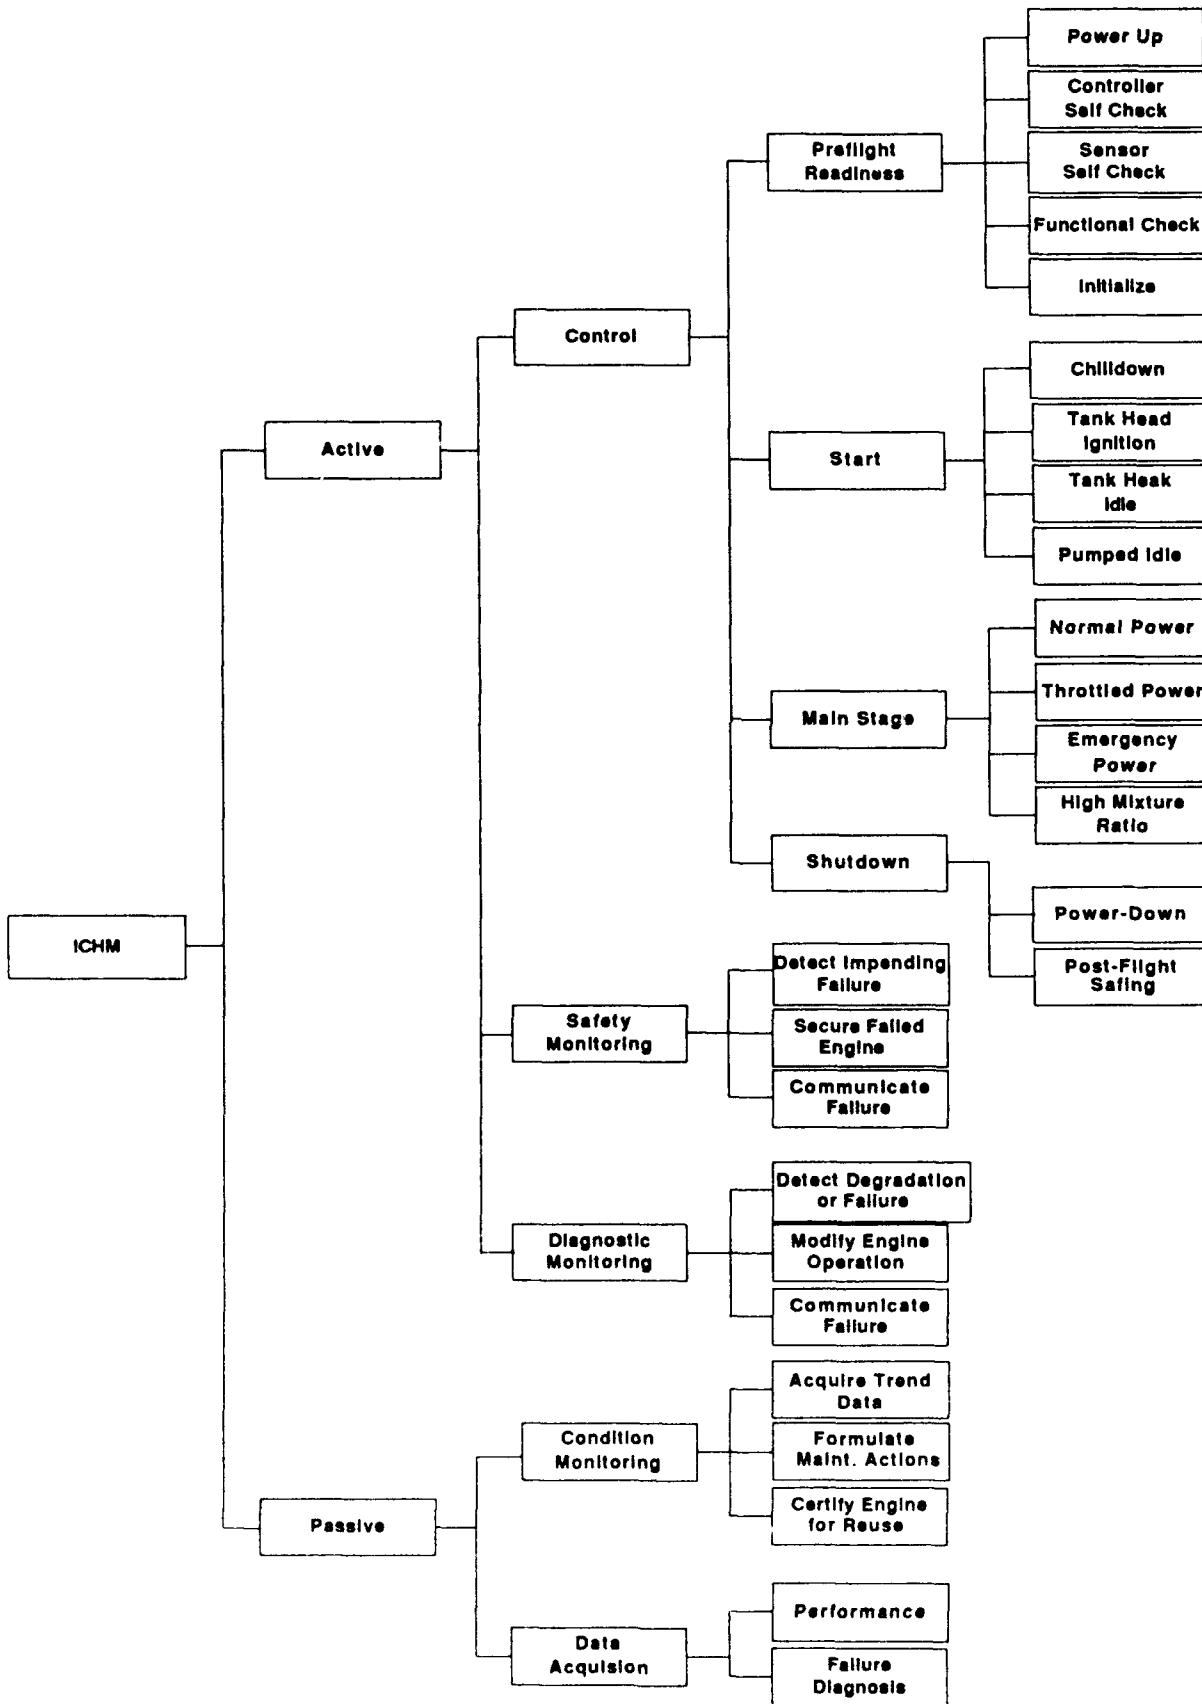 Power Up
Controller
Self Check
Preflight
Readiness
Sensor
Self Check
Functional Check
Initialize
Control
Chilldown
Tank Head
Ignition
Active
Start
Tank Heak
Idle
Pumped Idle
Normal Power
Throttled Power
Main Stage
Emergency
Power
High Mixture
Ratio
Shutdown
Power-Down
ICHM
Detect Impending
Failure
Post-Flight
Safing
Safety
Monitoring
Secure Failed
Engine
Communicate
Failure
Detect Degradation
or Failure
Diagnostic
Monitoring
Modify Engine
Operation
Communicate
Failure
Acquire Trend
Data
Condition
Monitoring
Formulate
Maint. Actions
Certify Engine
for Reuse
Passive
Performance
Data
Acquision
Failure
Diagnosis